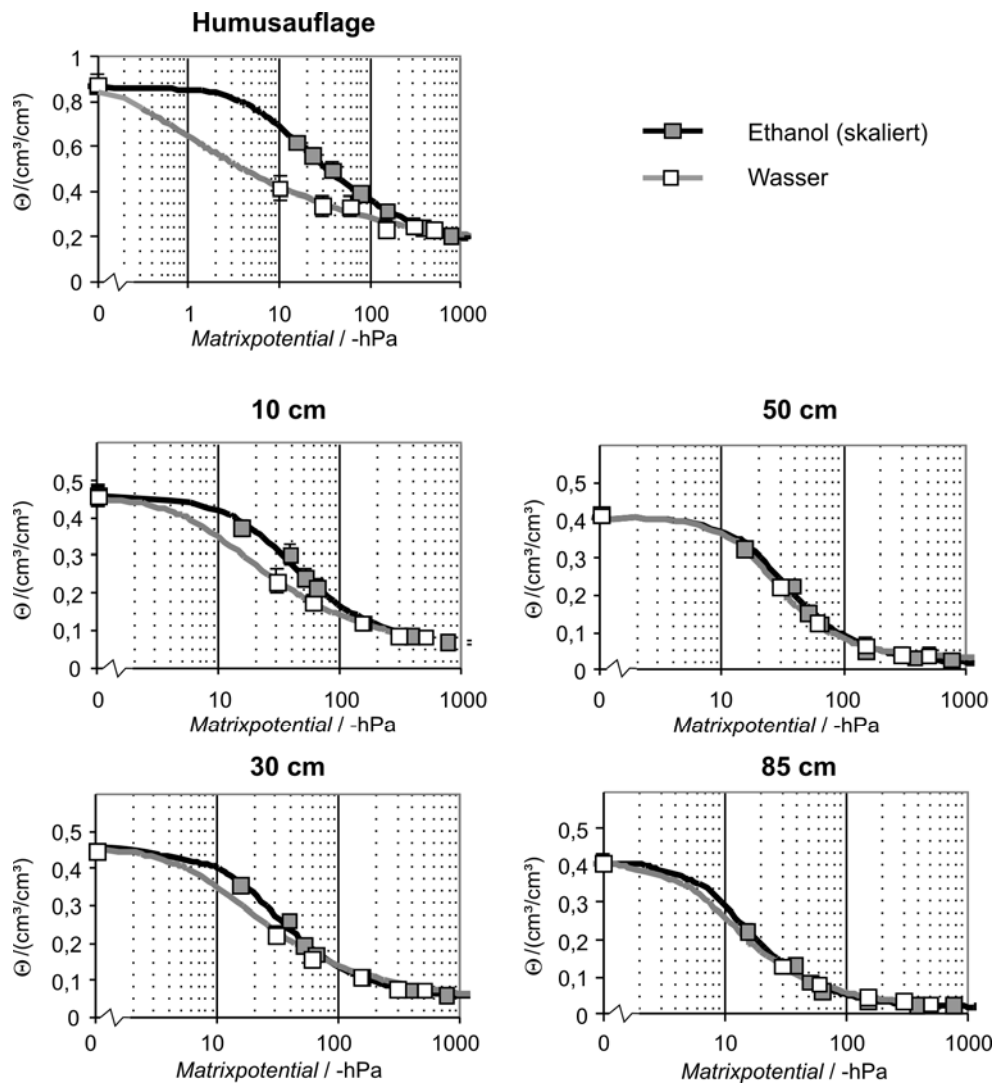 Humusauflage
1
0,8
0,6
0,4
0,2
0
Θ/(cm³/cm³)
0 1 10 100 1000
Matrixpotential / -hPa
Ethanol (skaliert)
Wasser
10 cm
0,5
0,4
0,3
0,2
0,1
0
Θ/(cm³/cm³)
0 10 100 1000
Matrixpotential / -hPa
50 cm
0,5
0,4
0,3
0,2
0,1
0
Θ/(cm³/cm³)
0 10 100 1000
Matrixpotential / -hPa
30 cm
0,5
0,4
0,3
0,2
0,1
0
Θ/(cm³/cm³)
0 10 100 1000
Matrixpotential / -hPa
85 cm
0,5
0,4
0,3
0,2
0,1
0
Θ/(cm³/cm³)
0 10 100 1000
Matrixpotential / -hPa